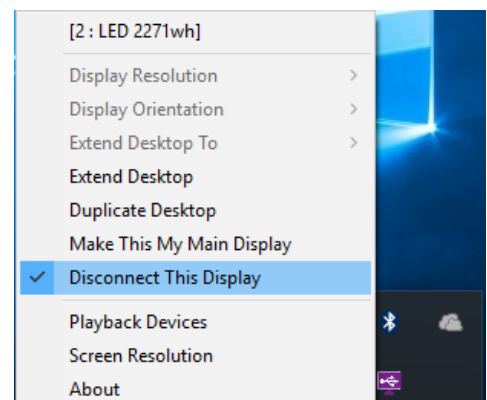 [2 : LED 2271wh]
Display Resolution
Display Orientation
Extend Desktop To
Extend Desktop
Duplicate Desktop
Make This My Main Display
Disconnect This Display
Playback Devices
Screen Resolution
About